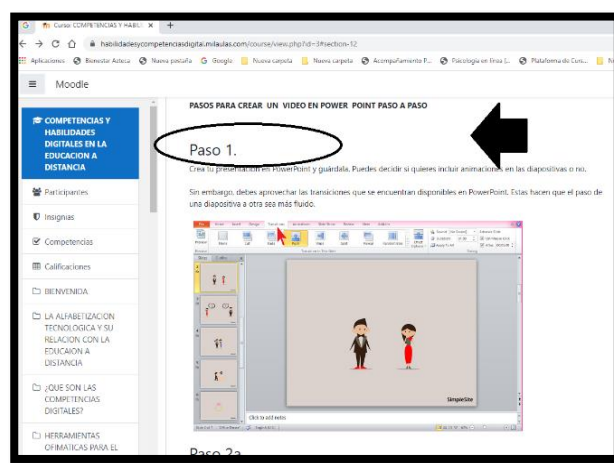 Curso: COMPETENCIAS Y HABIL
habilidadesycompetenciasdigital.milaulas.com/course/view.php?id=3#section-12
Aplicaciones Bienestar Azteca Nueva pestaña Google Nueva carpeta Nueva carpeta Acompañamiento P... Psicología en línea |... Plataforma de Curs...
Moodle
COMPETENCIAS Y
HABILIDADES
DIGITALES EN LA
EDUCACION A
DISTANCIA
Participantes
Insignias
Competencias
Calificaciones
BIENVENIDA
LA ALFABETIZACION
TECNOLOGICA Y SU
RELACION CON LA
EDUCAION A
DISTANCIA
¿QUE SON LAS
COMPETENCIAS
DIGITALES?
HERRAMIENTAS
OFIMATICAS PARA EL
PASOS PARA CREAR UN VIDEO EN POWER POINT PASO A PASO
Paso 1.
Crea tu presentación en PowerPoint y guárdala. Puedes decidir si quieres incluir animaciones en las diapositivas o no.
Sin embargo, debes aprovechar las transiciones que se encuentran disponibles en PowerPoint. Estas hacen que el paso de
una diapositiva a otra sea más fluido.
SimpleSite
Click to add notes
Paso 2a